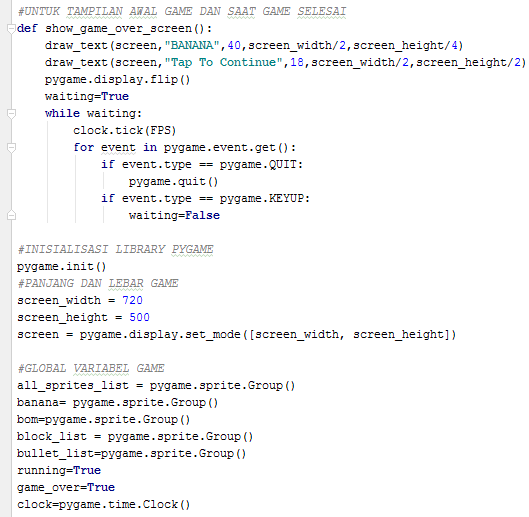 #UNTUK TAMPILAN AWAL GAME DAN SAAT GAME SELESAI
def show_game_over_screen():
    draw_text(screen,"BANANA",40,screen_width/2,screen_height/4)
    draw_text(screen,"Tap To Continue",18,screen_width/2,screen_height/2)
    pygame.display.flip()
    waiting=True
    while waiting:
        clock.tick(FPS)
        for event in pygame.event.get():
            if event.type == pygame.QUIT:
                pygame.quit()
            if event.type == pygame.KEYUP:
                waiting=False
#INISIALISASI LIBRARY PYGAME
pygame.init()
#PANJANG DAN LEBAR GAME
screen_width = 720
screen_height = 500
screen = pygame.display.set_mode([screen_width, screen_height])
#GLOBAL VARIABEL GAME
all_sprites_list = pygame.sprite.Group()
banana= pygame.sprite.Group()
bom=pygame.sprite.Group()
block_list = pygame.sprite.Group()
bullet_list=pygame.sprite.Group()
running=True
game_over=True
clock=pygame.time.Clock()